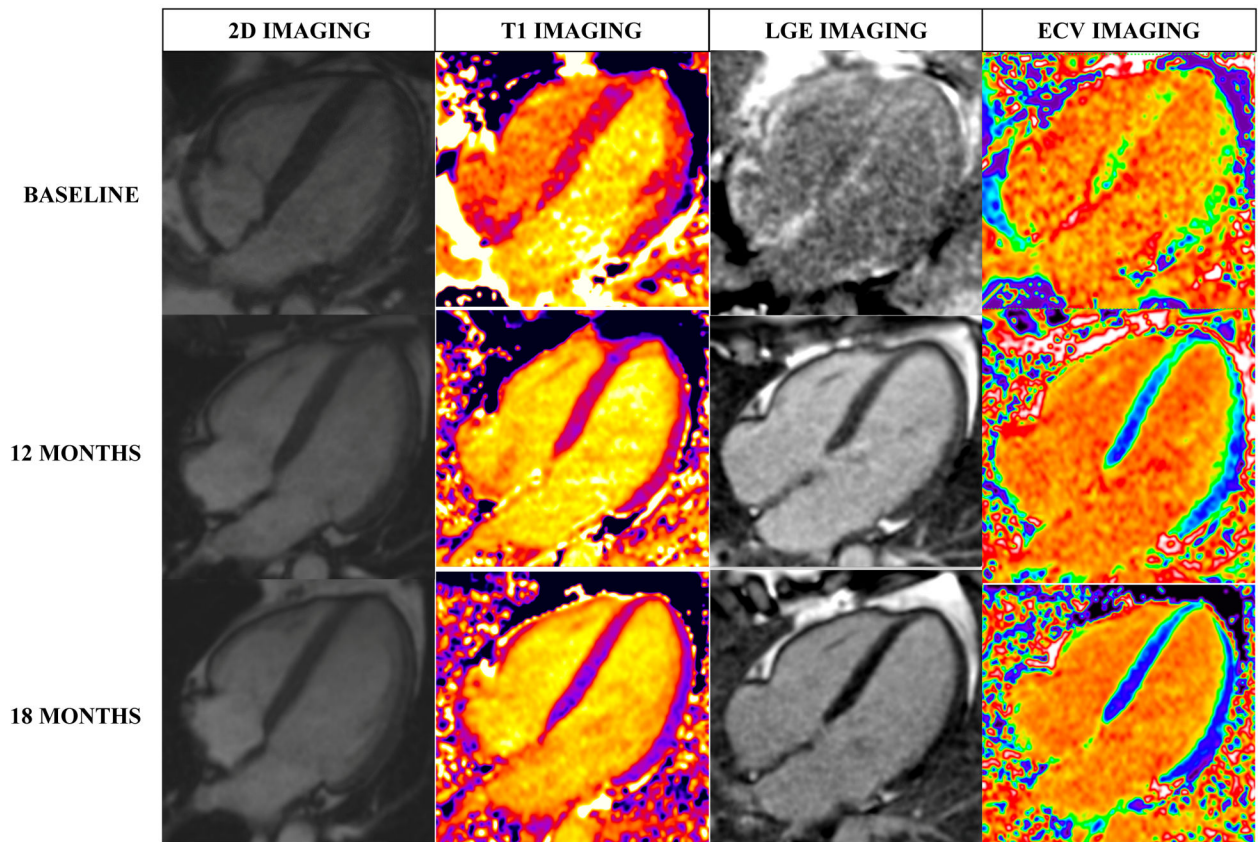 2D IMAGING
T1 IMAGING
LGE IMAGING
ECV IMAGING
BASELINE
12 MONTHS
18 MONTHS